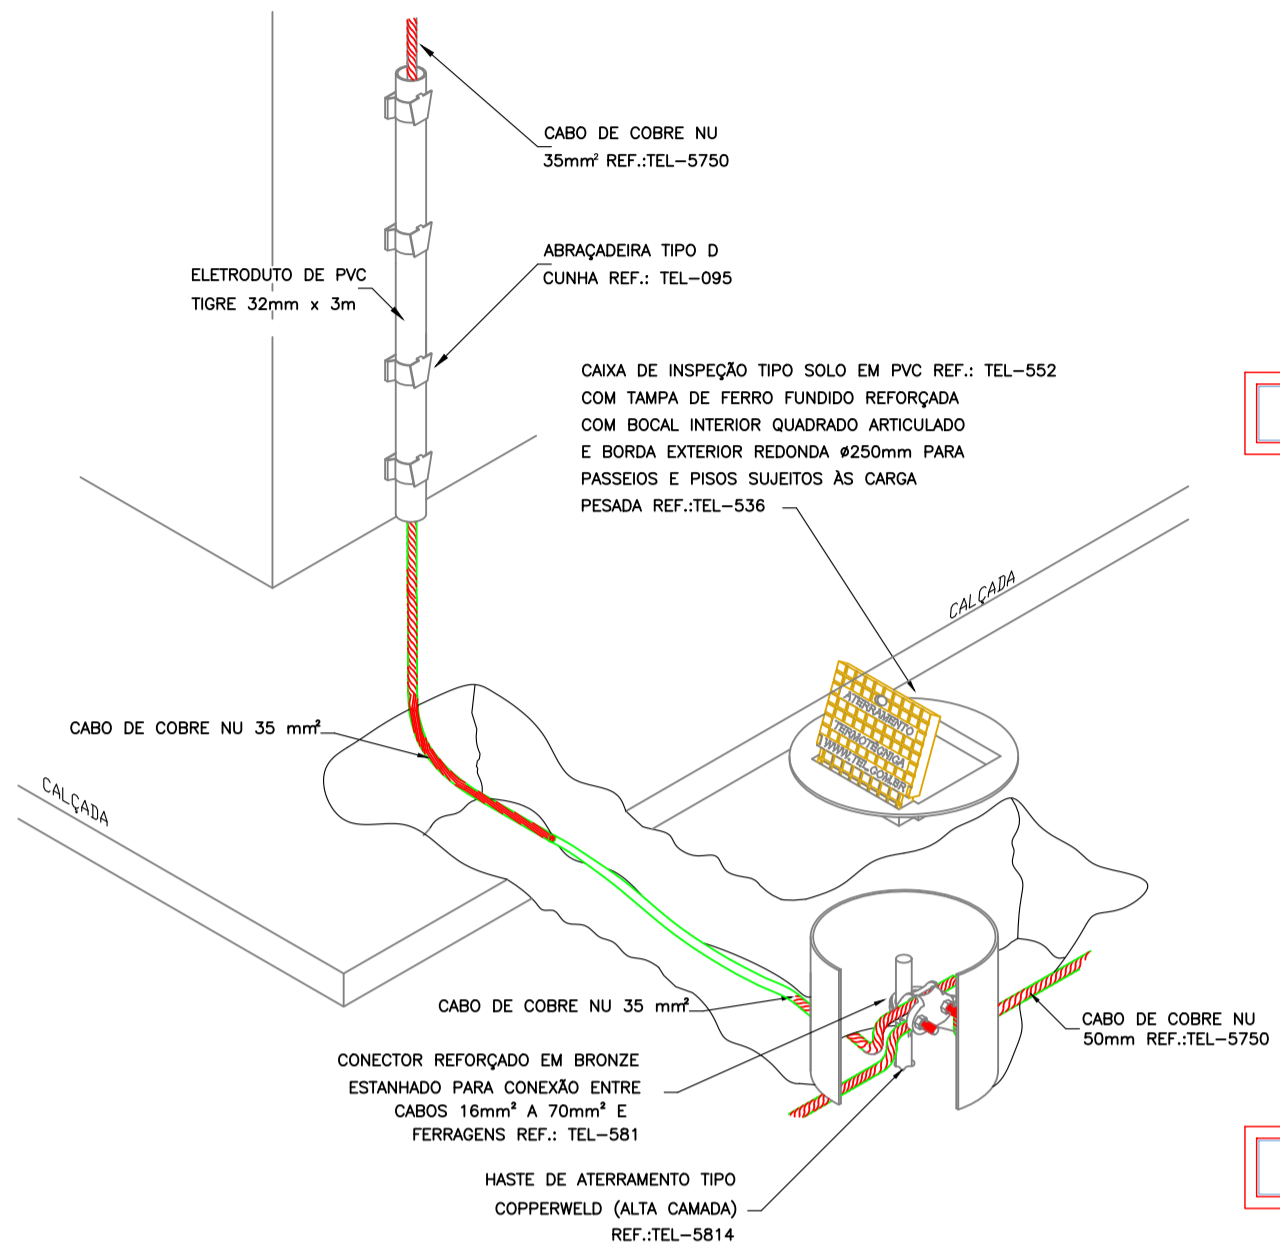 CABO DE COBRE NU
35mm² REF.:TEL-5750
ABRAÇADEIRA TIPO D
CUNHA REF.: TEL-095
ELETRODUTO DE PVC
TIGRE 32mm x 3m
CAIXA DE INSPEÇÃO TIPO SOLO EM PVC REF.: TEL-552
COM TAMPA DE FERRO FUNDIDO REFORÇADA
COM BOCAL INTERIOR QUADRADO ARTICULADO
E BORDA EXTERIOR REDONDA ø250mm PARA
PASSEIOS E PISOS SUJEITOS ÀS CARGA
PESADA REF.:TEL-536
CALÇADA
ATERRAMENTO
TERMOTÉCNICA
WWW.TEL.COM.BR
CABO DE COBRE NU 35 mm²
CALÇADA
CABO DE COBRE NU 35 mm²
CABO DE COBRE NU
50mm REF.:TEL-5750
CONECTOR REFORÇADO EM BRONZE
ESTANHADO PARA CONEXÃO ENTRE
CABOS 16mm² A 70mm² E
FERRAGENS REF.: TEL-581
HASTE DE ATERRAMENTO TIPO
COPPERWELD (ALTA CAMADA)
REF.:TEL-5814